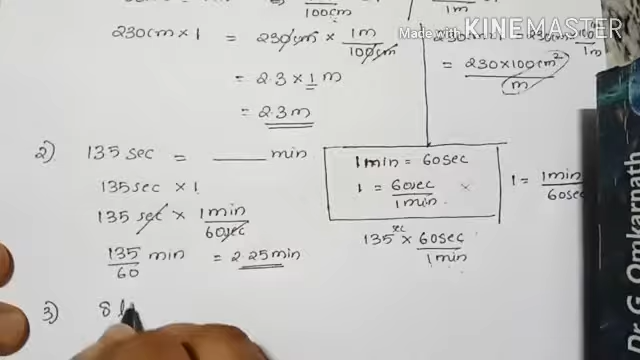 100cm
1m
230cm × 1 = 230cm × 1m/100cm
= 2.3 × 1 m
= 2.3m
Made with KINEMASTER
= 230×100cm²/m
2) 135 sec = ____ min
135sec × 1
135 sec × 1min/60sec
135/60 min = 2.25min
1min = 60sec
1 = 60sec/1min ×
1 = 1min/60sec
135 sec × 60sec/1min
3) 8
Dr. G. Omkarnath